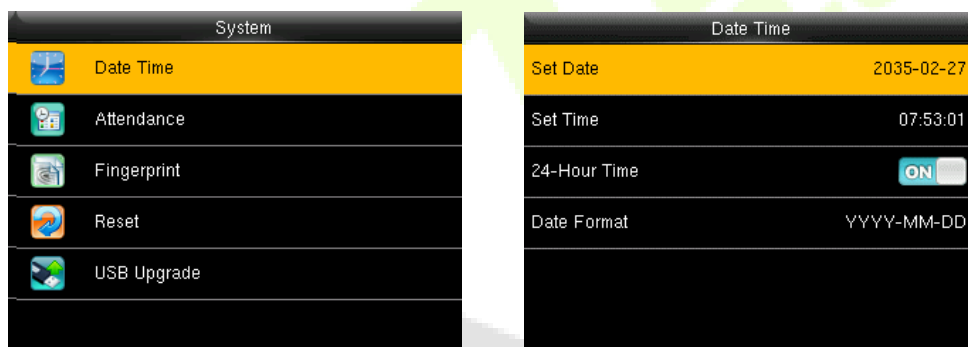 System
Date Time
Attendance
Fingerprint
Reset
USB Upgrade
Date Time
Set Date 2035-02-27
Set Time 07:53:01
24-Hour Time ON
Date Format YYYY-MM-DD